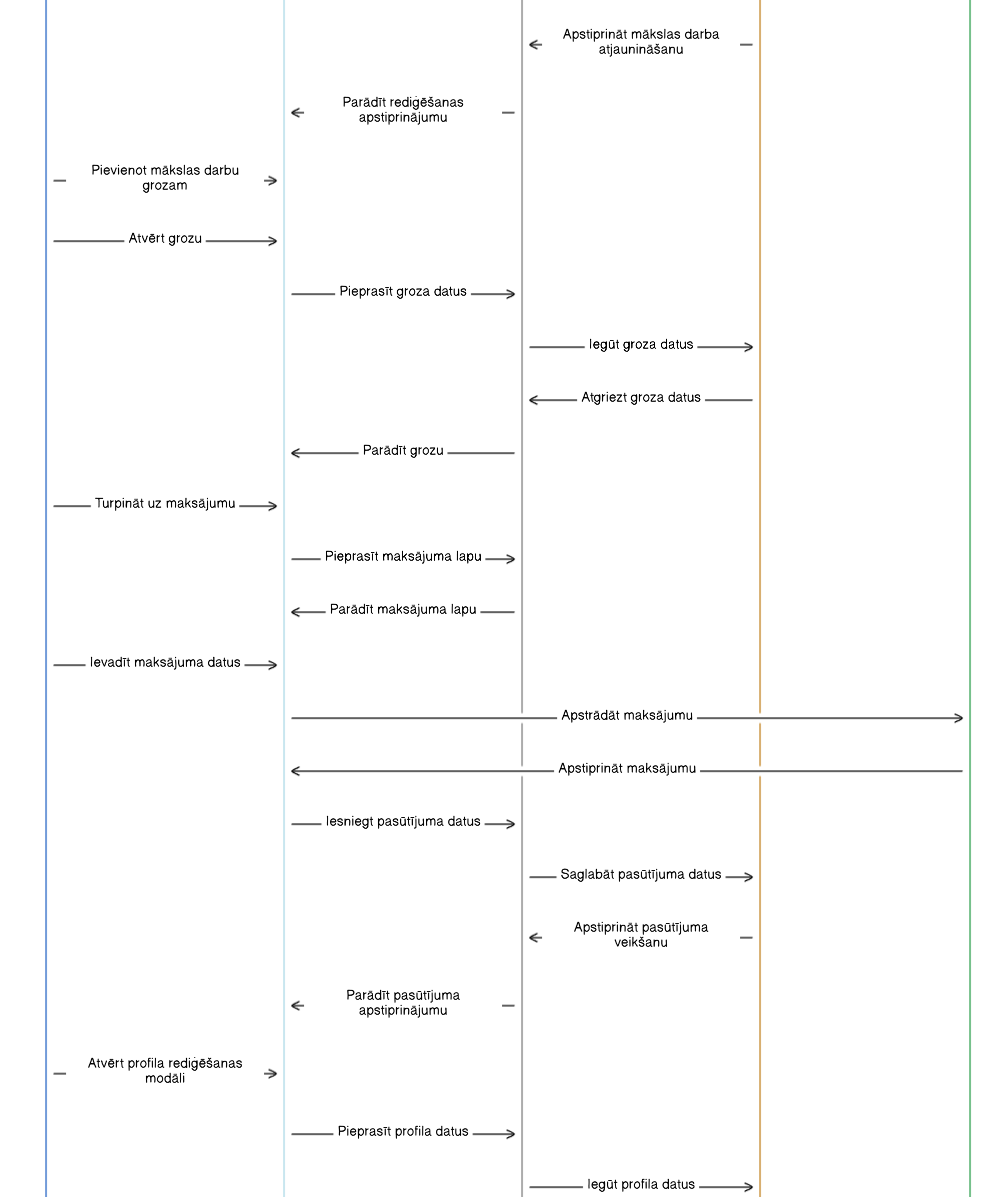 Apstiprināt mākslas darba
atjaunināšanu
Parādīt rediģēšanas
apstiprinājumu
Pievienot mākslas darbu
grozam
Atvērt grozu
Pieprasīt groza datus
Iegūt groza datus
Atgriezt groza datus
Parādīt grozu
Turpināt uz maksājumu
Pieprasīt maksājuma lapu
Parādīt maksājuma lapu
Ievadīt maksājuma datus
Apstrādāt maksājumu
Apstiprināt maksājumu
Iesniegt pasūtījuma datus
Saglabāt pasūtījuma datus
Apstiprināt pasūtījuma
veikšanu
Parādīt pasūtījuma
apstiprinājumu
Atvērt profila rediģēšanas
modāli
Pieprasīt profila datus
Iegūt profila datus